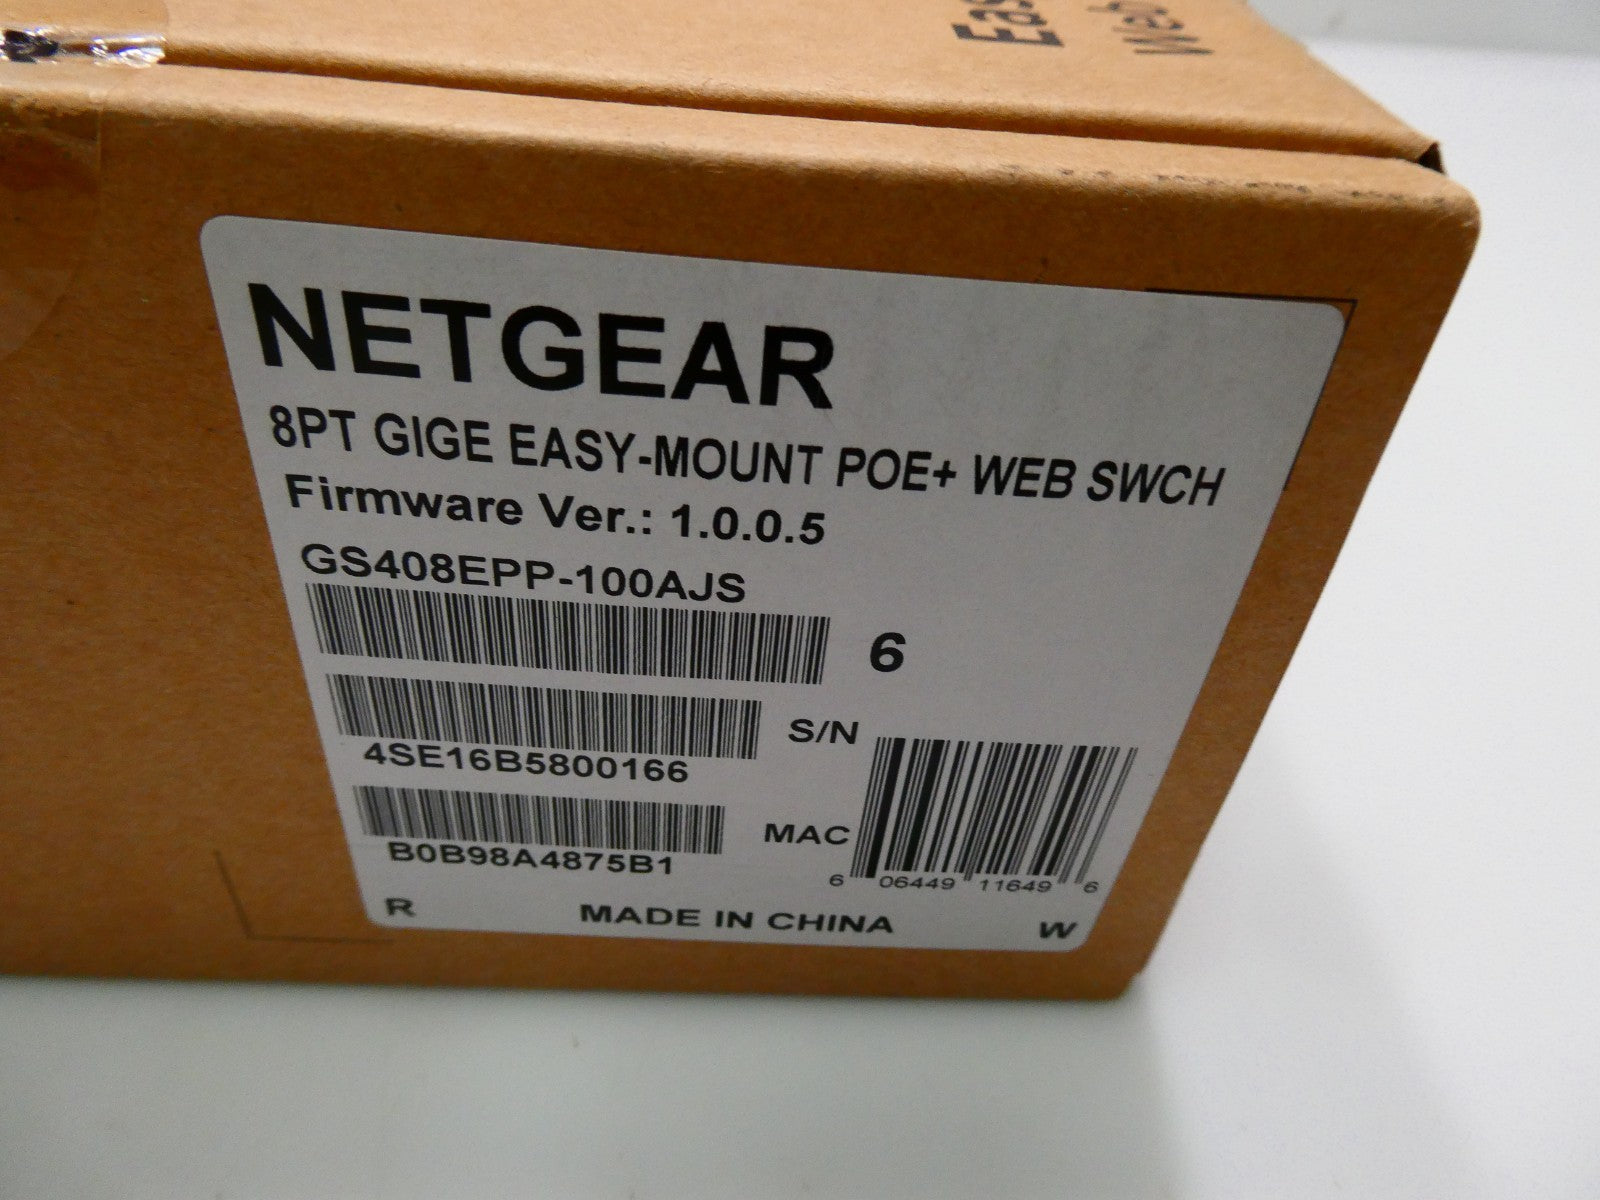 Web
NETGEAR
8PT GIGE EASY-MOUNT POE+ WEB SWCH
Firmware Ver.: 1.0.0.5
GS408EPP-100AJS
6
S/N
4SE16B5800166
MAC
B0B98A4875B1
6 06449 11649 6
R MADE IN CHINA W